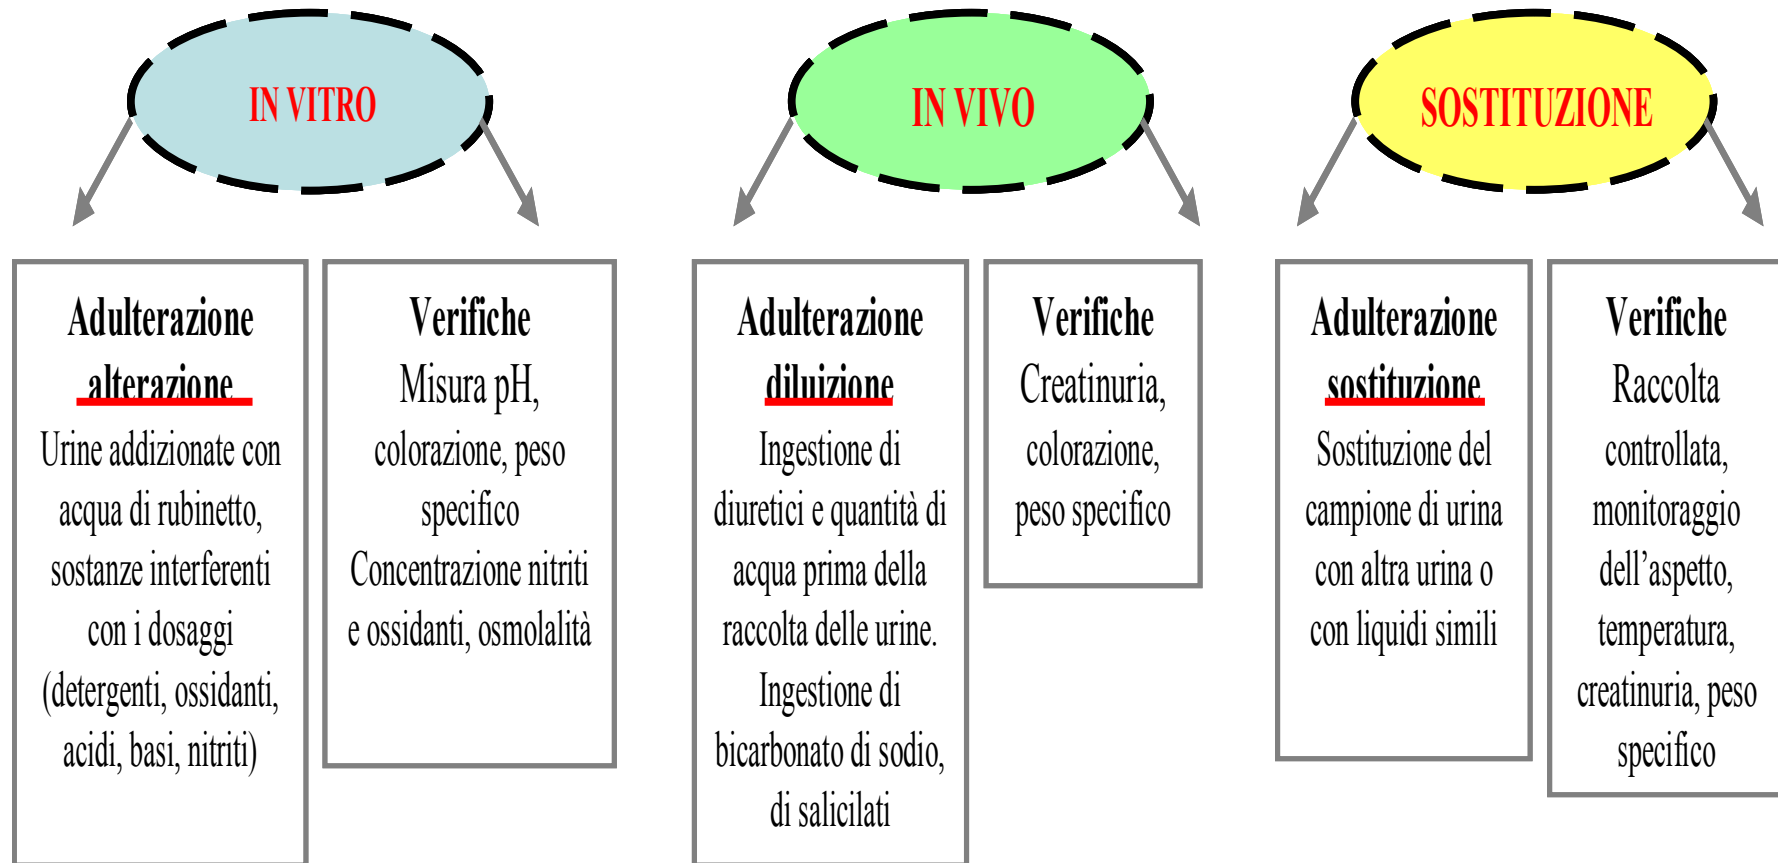 IN VITRO
IN VIVO
SOSTITUZIONE
Adulterazione
alterazione
Urine addizionate con
acqua di rubinetto,
sostanze interferenti
con i dosaggi
(detergenti, ossidanti,
acidi, basi, nitriti)
Verifiche
Misura pH,
colorazione, peso
specifico
Concentrazione nitriti
e ossidanti, osmolalità
Adulterazione
diluizione
Ingestione di
diuretici e quantità di
acqua prima della
raccolta delle urine.
Ingestione di
bicarbonato di sodio,
di salicilati
Verifiche
Creatinuria,
colorazione,
peso specifico
Adulterazione
sostituzione
Sostituzione del
campione di urina
con altra urina o
con liquidi simili
Verifiche
Raccolta
controllata,
monitoraggio
dell’aspetto,
temperatura,
creatinuria, peso
specifico